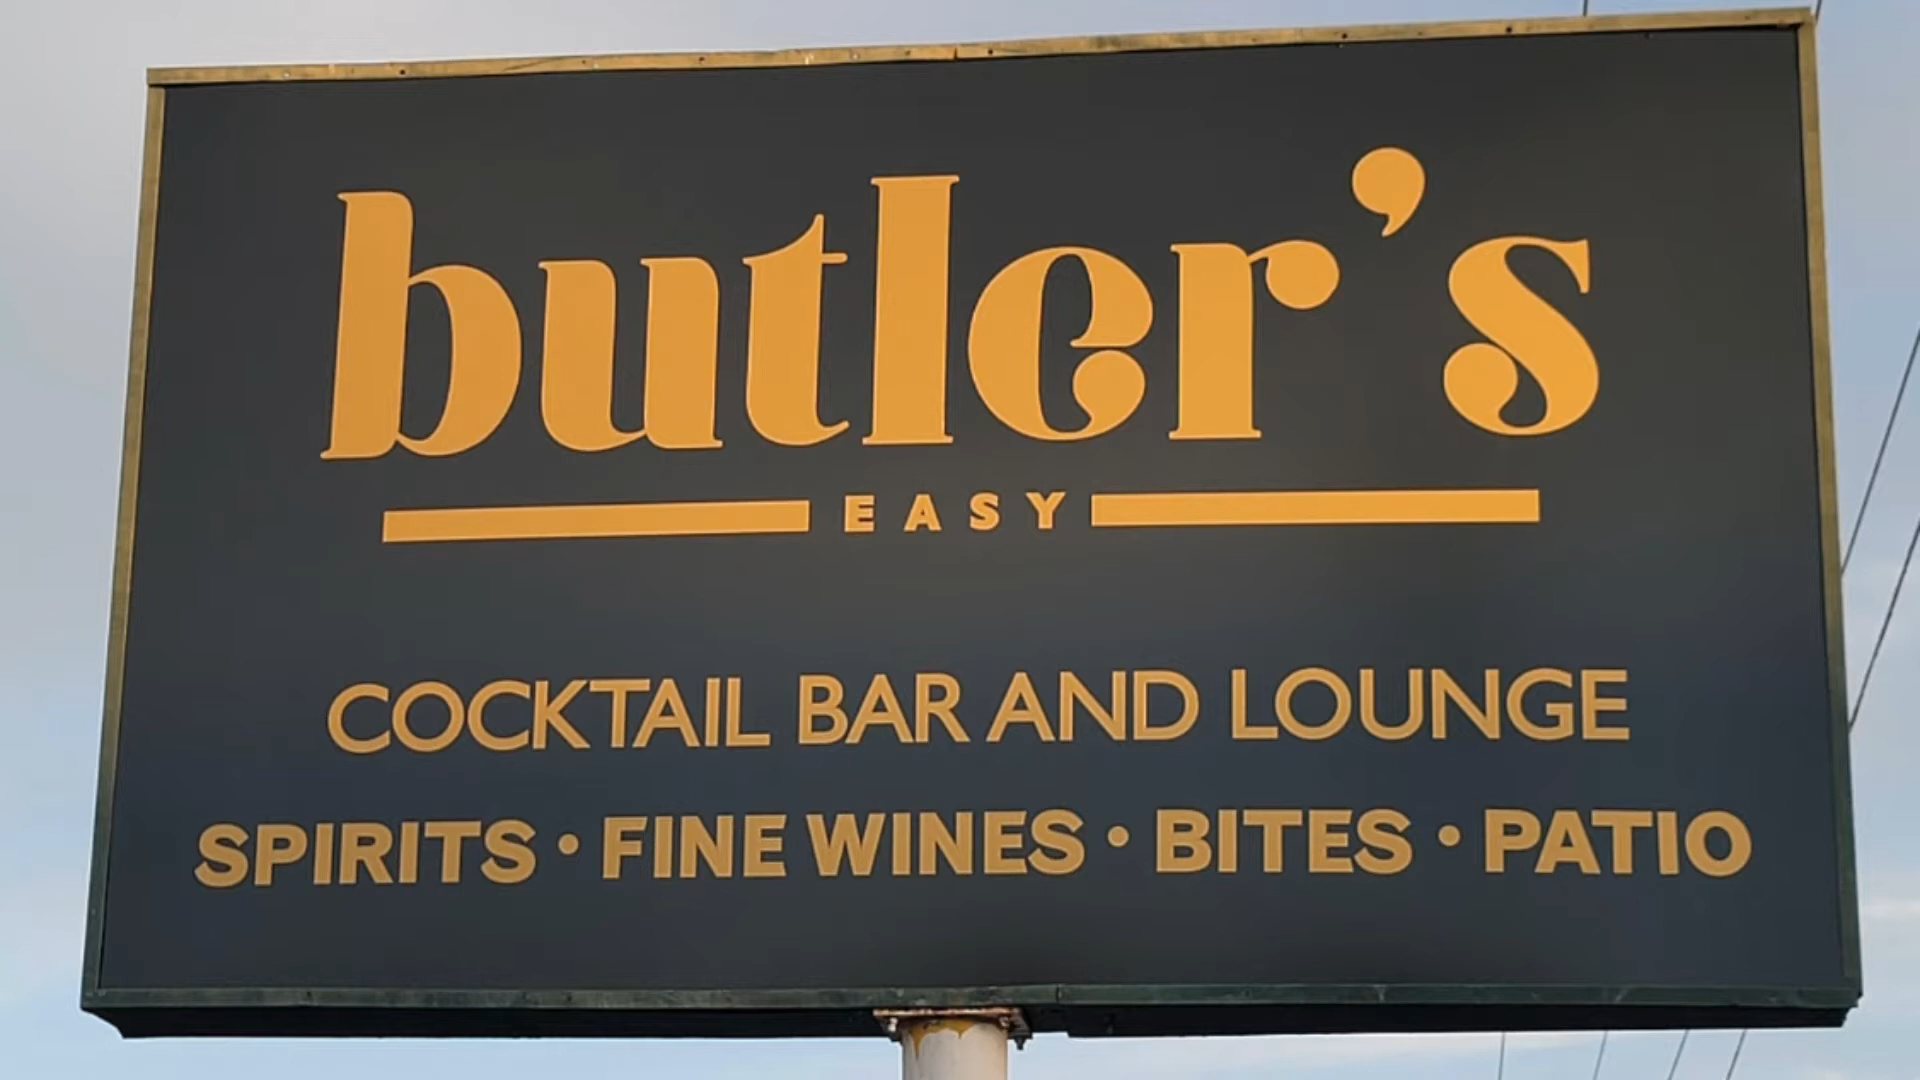 butler's
EASY
COCKTAIL BAR AND LOUNGE
SPIRITS • FINE WINES • BITES • PATIO